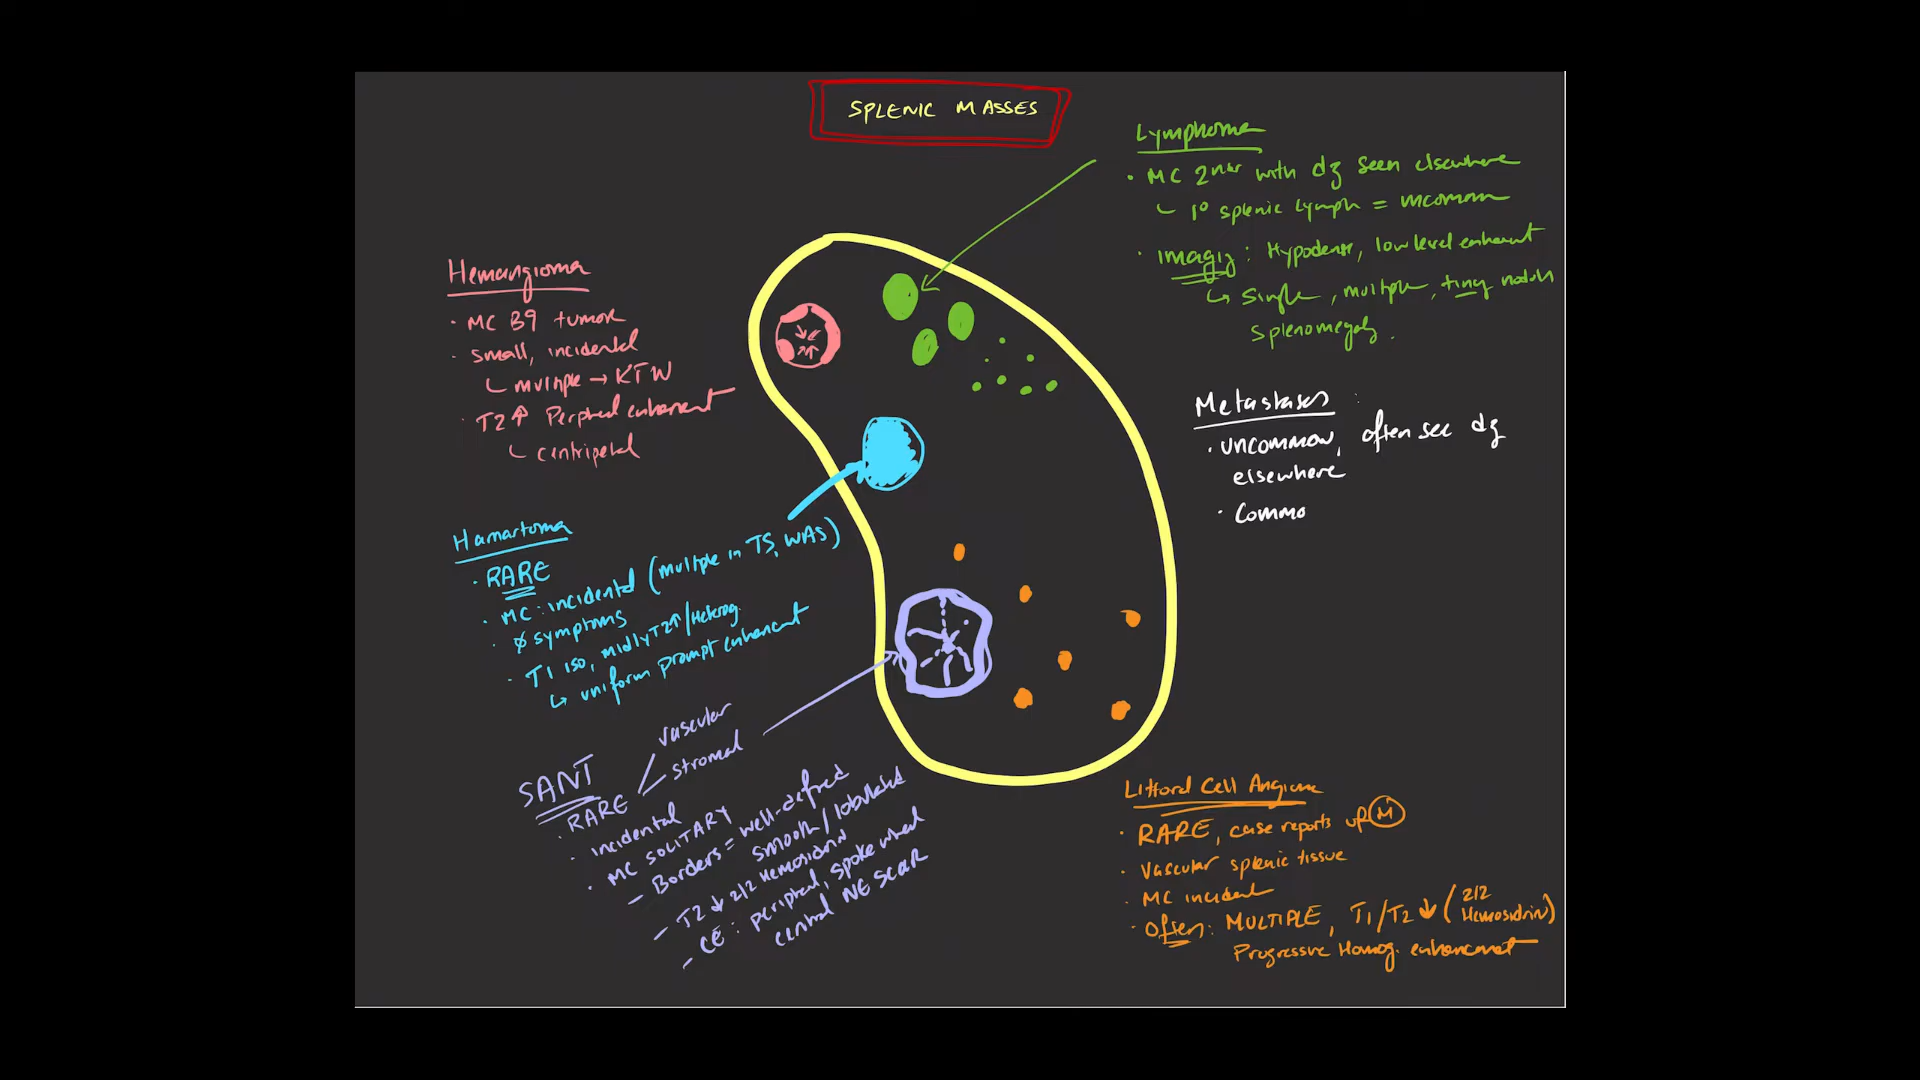 SPLENIC MASSES
Hemangioma
· MC B9 tumor
· small, incidental
↳ multiple → KTW
· T2↑ Peripheral enhancement
↳ centripetal
Hamartoma
· RARE
· MC: incidental (multiple in TS, WAS)
· Ø symptoms
· T1 iso, mildly T2↑/Heterog.
↳ uniform prompt enhancement
SANT
vascular
stromal
· RARE
· incidental
· MC SOLITARY
– Borders = well-defined
smooth/lobulated
– T2↓ 2/2 Hemosiderin
– CE: peripheral, spoke wheel
central NE SCAR
Lymphoma
· MC 2ndary with dz seen elsewhere
↳ 1° splenic lymph = uncommon
· Imaging: Hypodense, low level enhancement
↳ Single, multiple, tiny nodules
splenomegaly.
Metastases
· uncommon, often see dz
elsewhere
· Commo
Littoral Cell Angioma
· RARE, case reports of M
· Vascular splenic tissue
· MC incidental
· Often: MULTIPLE, T1/T2↓ (2/2
Hemosiderin)
Progressive Homog. enhancement